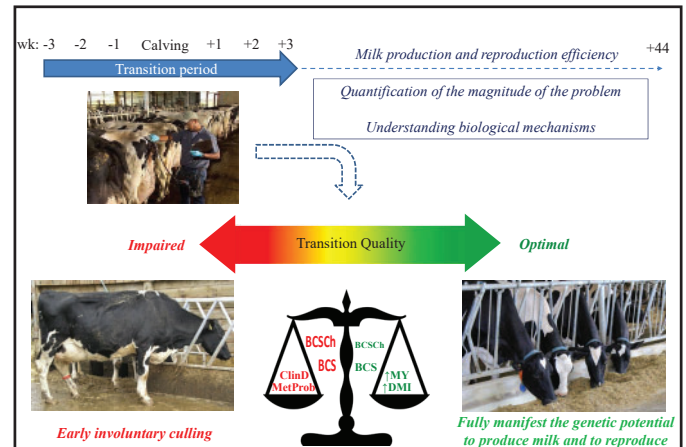 wk: -3 -2 -1 Calving +1 +2 +3 +44
Milk production and reproduction efficiency
Transition period
Quantification of the magnitude of the problem
Understanding biological mechanisms
Impaired
Transition Quality
Optimal
BCSCh
BCS
ClinD
MetProb
BCSCh
BCS
↑MY
↑DMI
Early involuntary culling
Fully manifest the genetic potential
to produce milk and to reproduce